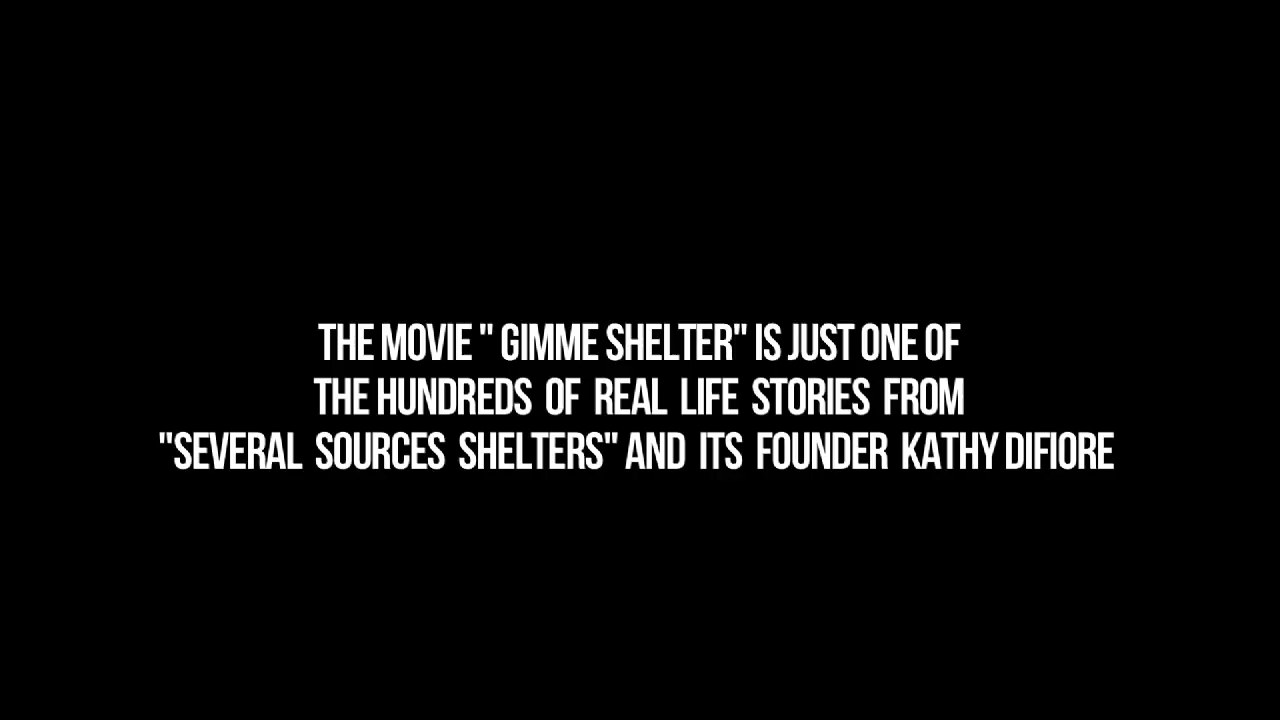 THE MOVIE " GIMME SHELTER" IS JUST ONE OF
THE HUNDREDS OF REAL LIFE STORIES FROM
"SEVERAL SOURCES SHELTERS" AND ITS FOUNDER KATHY DIFIORE